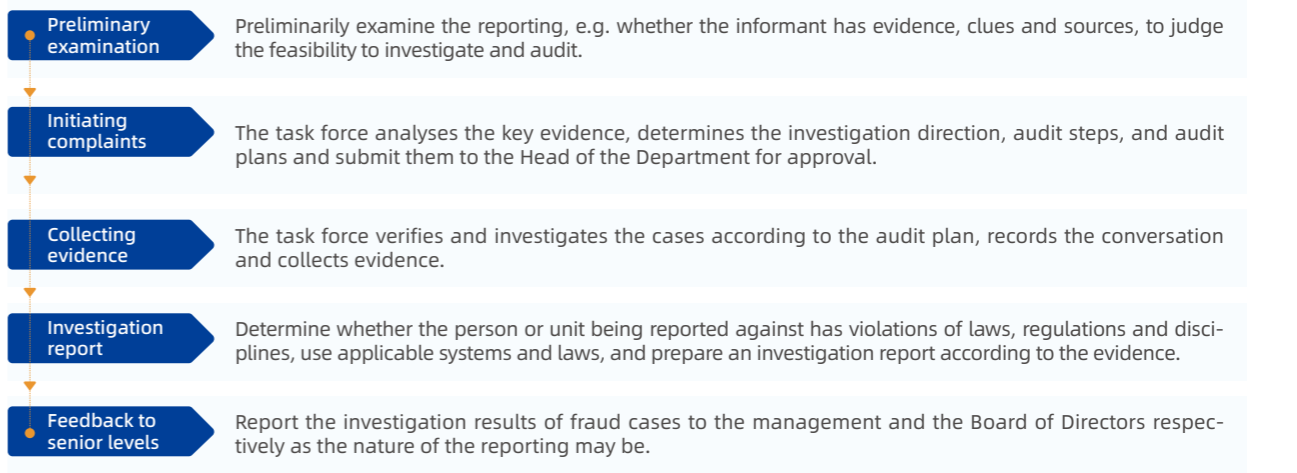 Preliminary
examination
Preliminarily examine the reporting, e.g. whether the informant has evidence, clues and sources, to judge
the feasibility to investigate and audit.
Initiating
complaints
The task force analyses the key evidence, determines the investigation direction, audit steps, and audit
plans and submit them to the Head of the Department for approval.
Collecting
evidence
The task force verifies and investigates the cases according to the audit plan, records the conversation
and collects evidence.
Investigation
report
Determine whether the person or unit being reported against has violations of laws, regulations and disci-
plines, use applicable systems and laws, and prepare an investigation report according to the evidence.
Feedback to
senior levels
Report the investigation results of fraud cases to the management and the Board of Directors respec-
tively as the nature of the reporting may be.